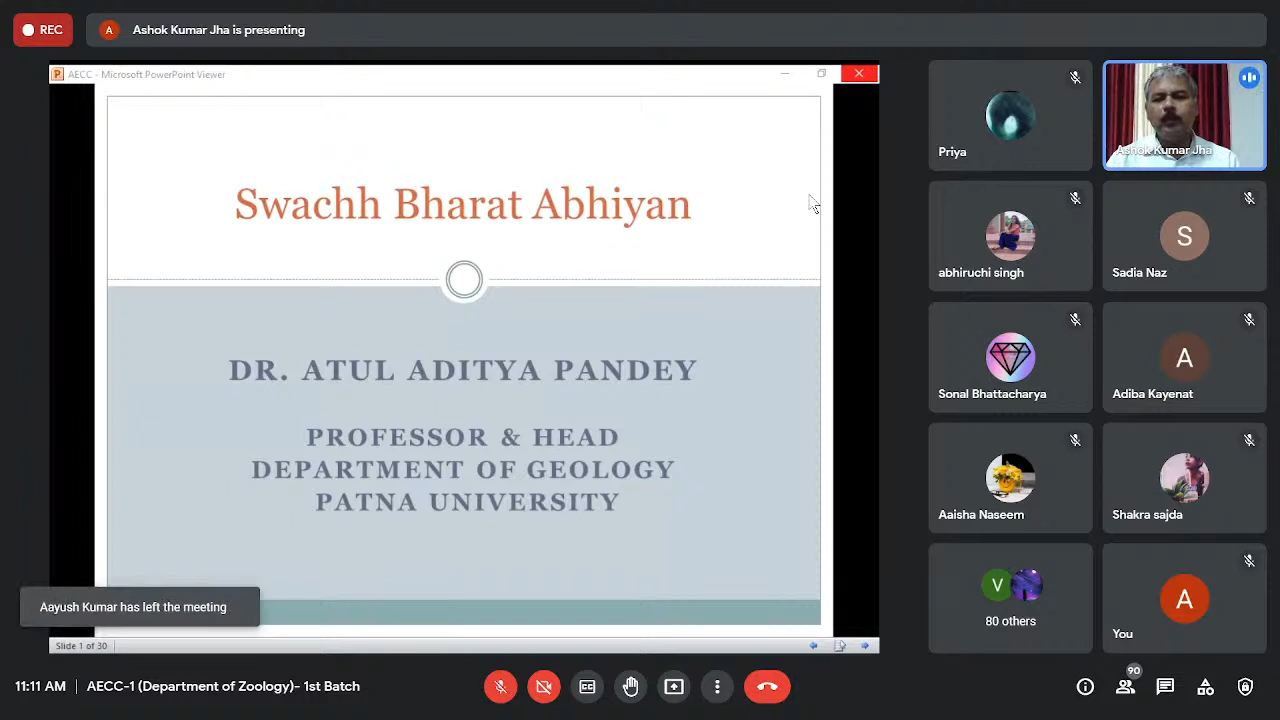 REC
A
Ashok Kumar Jha is presenting
AECC - Microsoft PowerPoint Viewer
Swachh Bharat Abhiyan
DR. ATUL ADITYA PANDEY
PROFESSOR & HEAD
DEPARTMENT OF GEOLOGY
PATNA UNIVERSITY
Slide 1 of 30
Aayush Kumar has left the meeting
Priya
Ashok Kumar Jha
abhiruchi singh
S
Sadia Naz
Sonal Bhattacharya
A
Adiba Kayenat
Aaisha Naseem
Shakra sajda
V
80 others
A
You
11:11 AM
AECC-1 (Department of Zoology)- 1st Batch
90